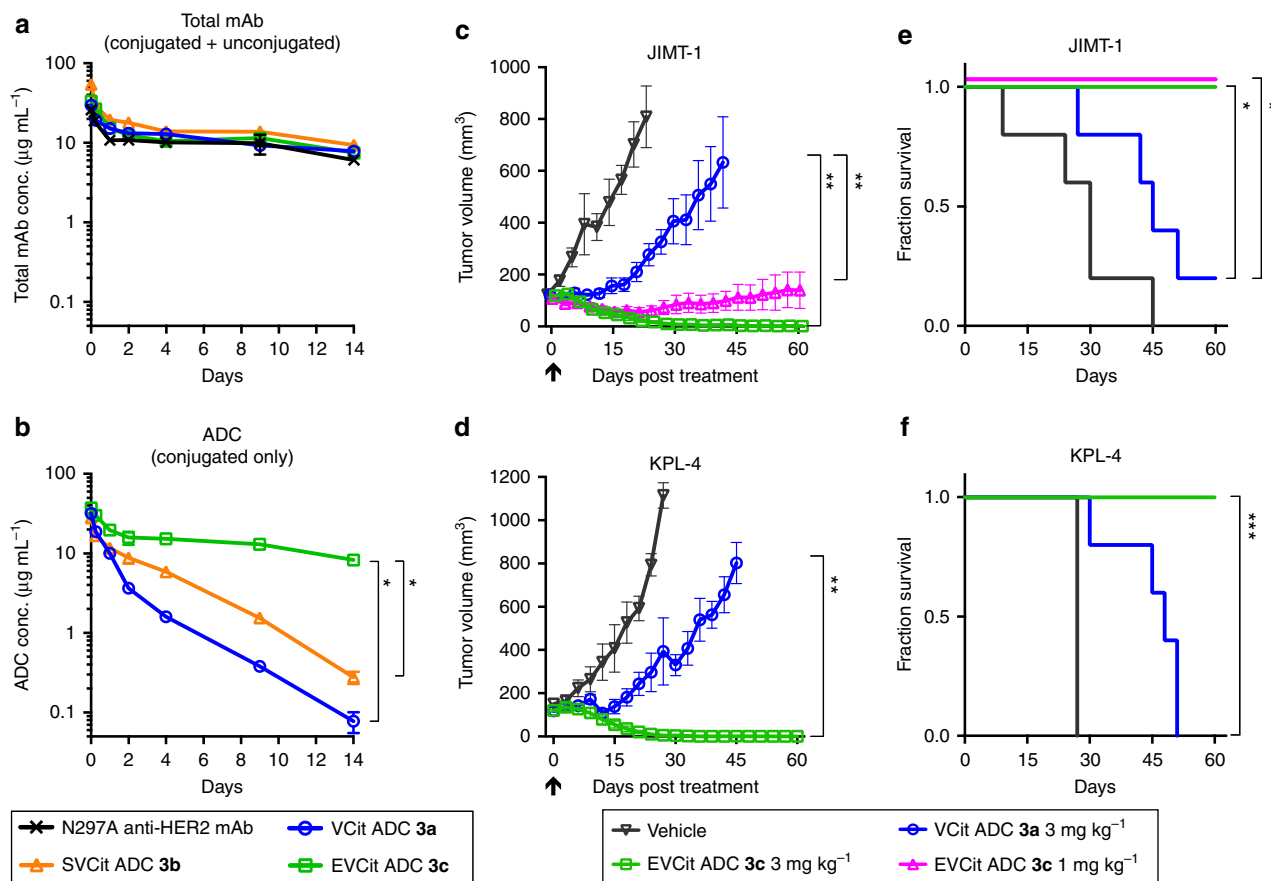 a
Total mAb
(conjugated + unconjugated)
Total mAb conc. (μg mL⁻¹)
100
10
1
0.1
0 2 4 6 8 10 12 14
Days
b
ADC
(conjugated only)
ADC conc. (μg mL⁻¹)
100
10
1
0.1
*
*
0 2 4 6 8 10 12 14
Days
c
JIMT-1
Tumor volume (mm³)
1000
800
600
400
200
0
**
**
0 15 30 45 60
Days post treatment
d
KPL-4
Tumor volume (mm³)
1200
1000
800
600
400
200
0
**
0 15 30 45 60
Days post treatment
e
JIMT-1
Fraction survival
1.0
0.5
0.0
*
*
0 15 30 45 60
Days
f
KPL-4
Fraction survival
1.0
0.5
0.0
***
0 15 30 45 60
Days
N297A anti-HER2 mAb
VCit ADC 3a
SVCit ADC 3b
EVCit ADC 3c
Vehicle
VCit ADC 3a 3 mg kg⁻¹
EVCit ADC 3c 3 mg kg⁻¹
EVCit ADC 3c 1 mg kg⁻¹